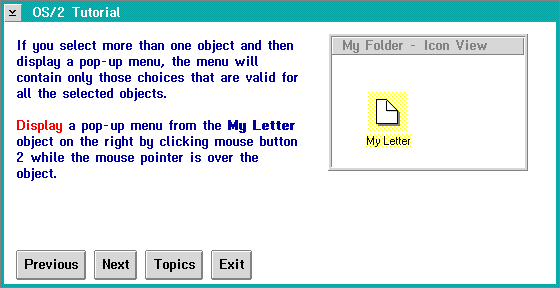 OS/2 Tutorial
If you select more than one object and then
display a pop-up menu, the menu will
contain only those choices that are valid for
all the selected objects.
Display a pop-up menu from the My Letter
object on the right by clicking mouse button
2 while the mouse pointer is over the
object.
My Folder - Icon View
My Letter
Previous
Next
Topics
Exit